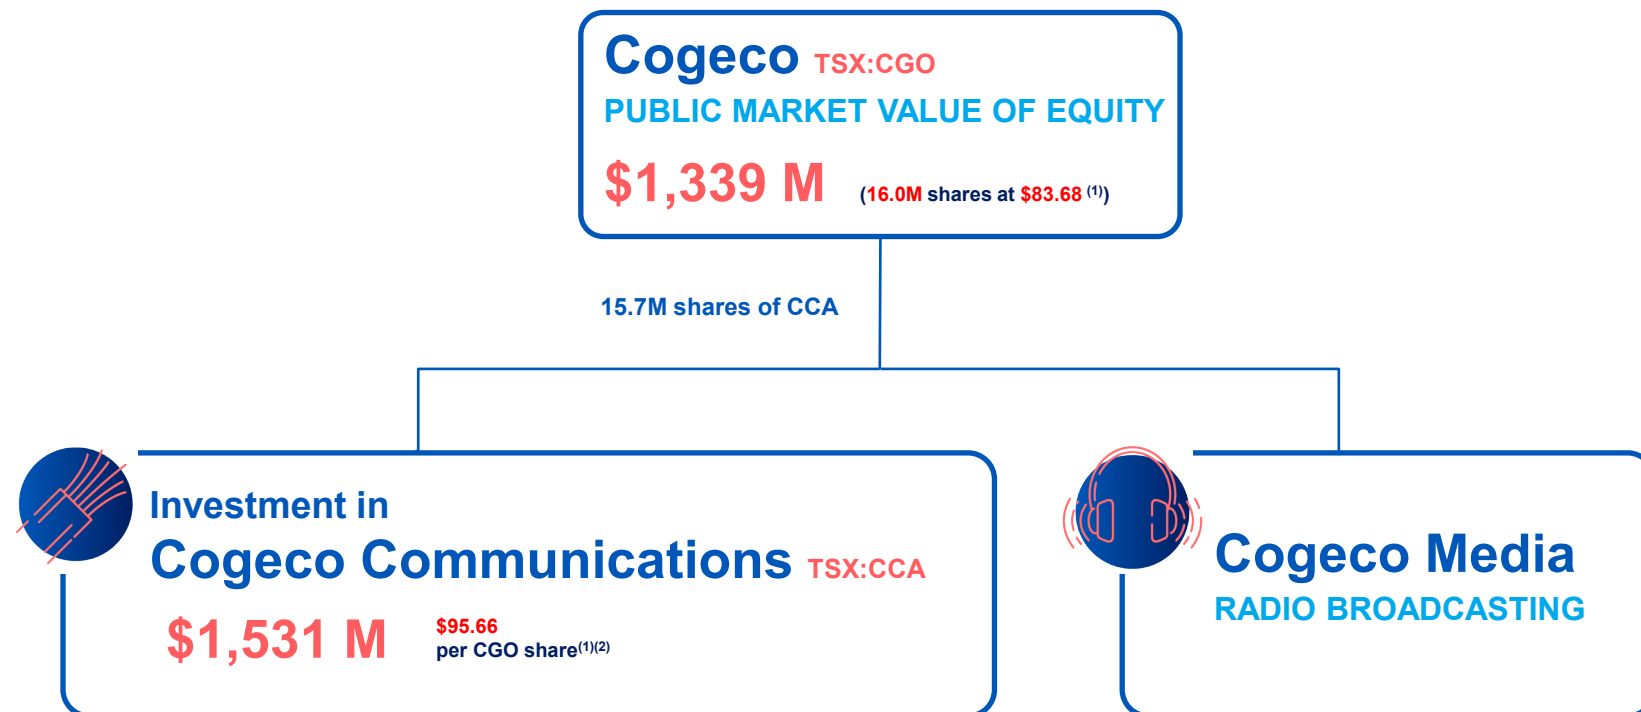 Cogeco TSX:CGO
PUBLIC MARKET VALUE OF EQUITY
$1,339 M (16.0M shares at $83.68 (1))
15.7M shares of CCA
Investment in
Cogeco Communications TSX:CCA
$1,531 M
$95.66
per CGO share(1)(2)
Cogeco Media
RADIO BROADCASTING